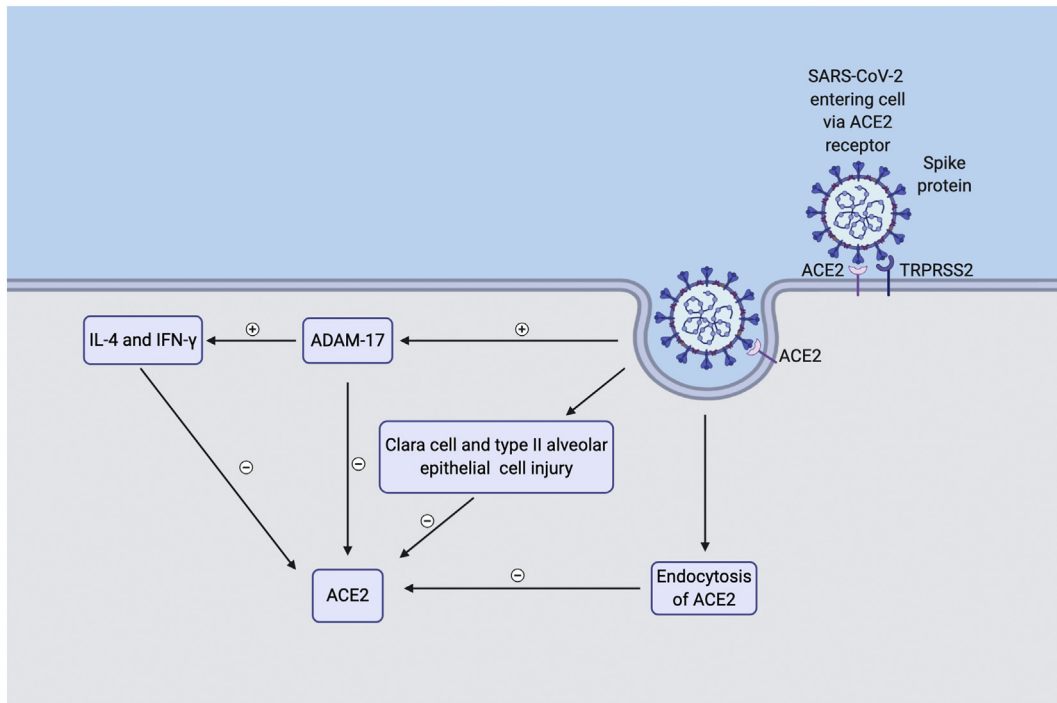 SARS-CoV-2
entering cell
via ACE2
receptor
Spike
protein
ACE2
TRPRSS2
ACE2
IL-4 and IFN-γ
+
ADAM-17
+
Clara cell and type II alveolar
epithelial cell injury
−
−
−
ACE2
−
Endocytosis
of ACE2